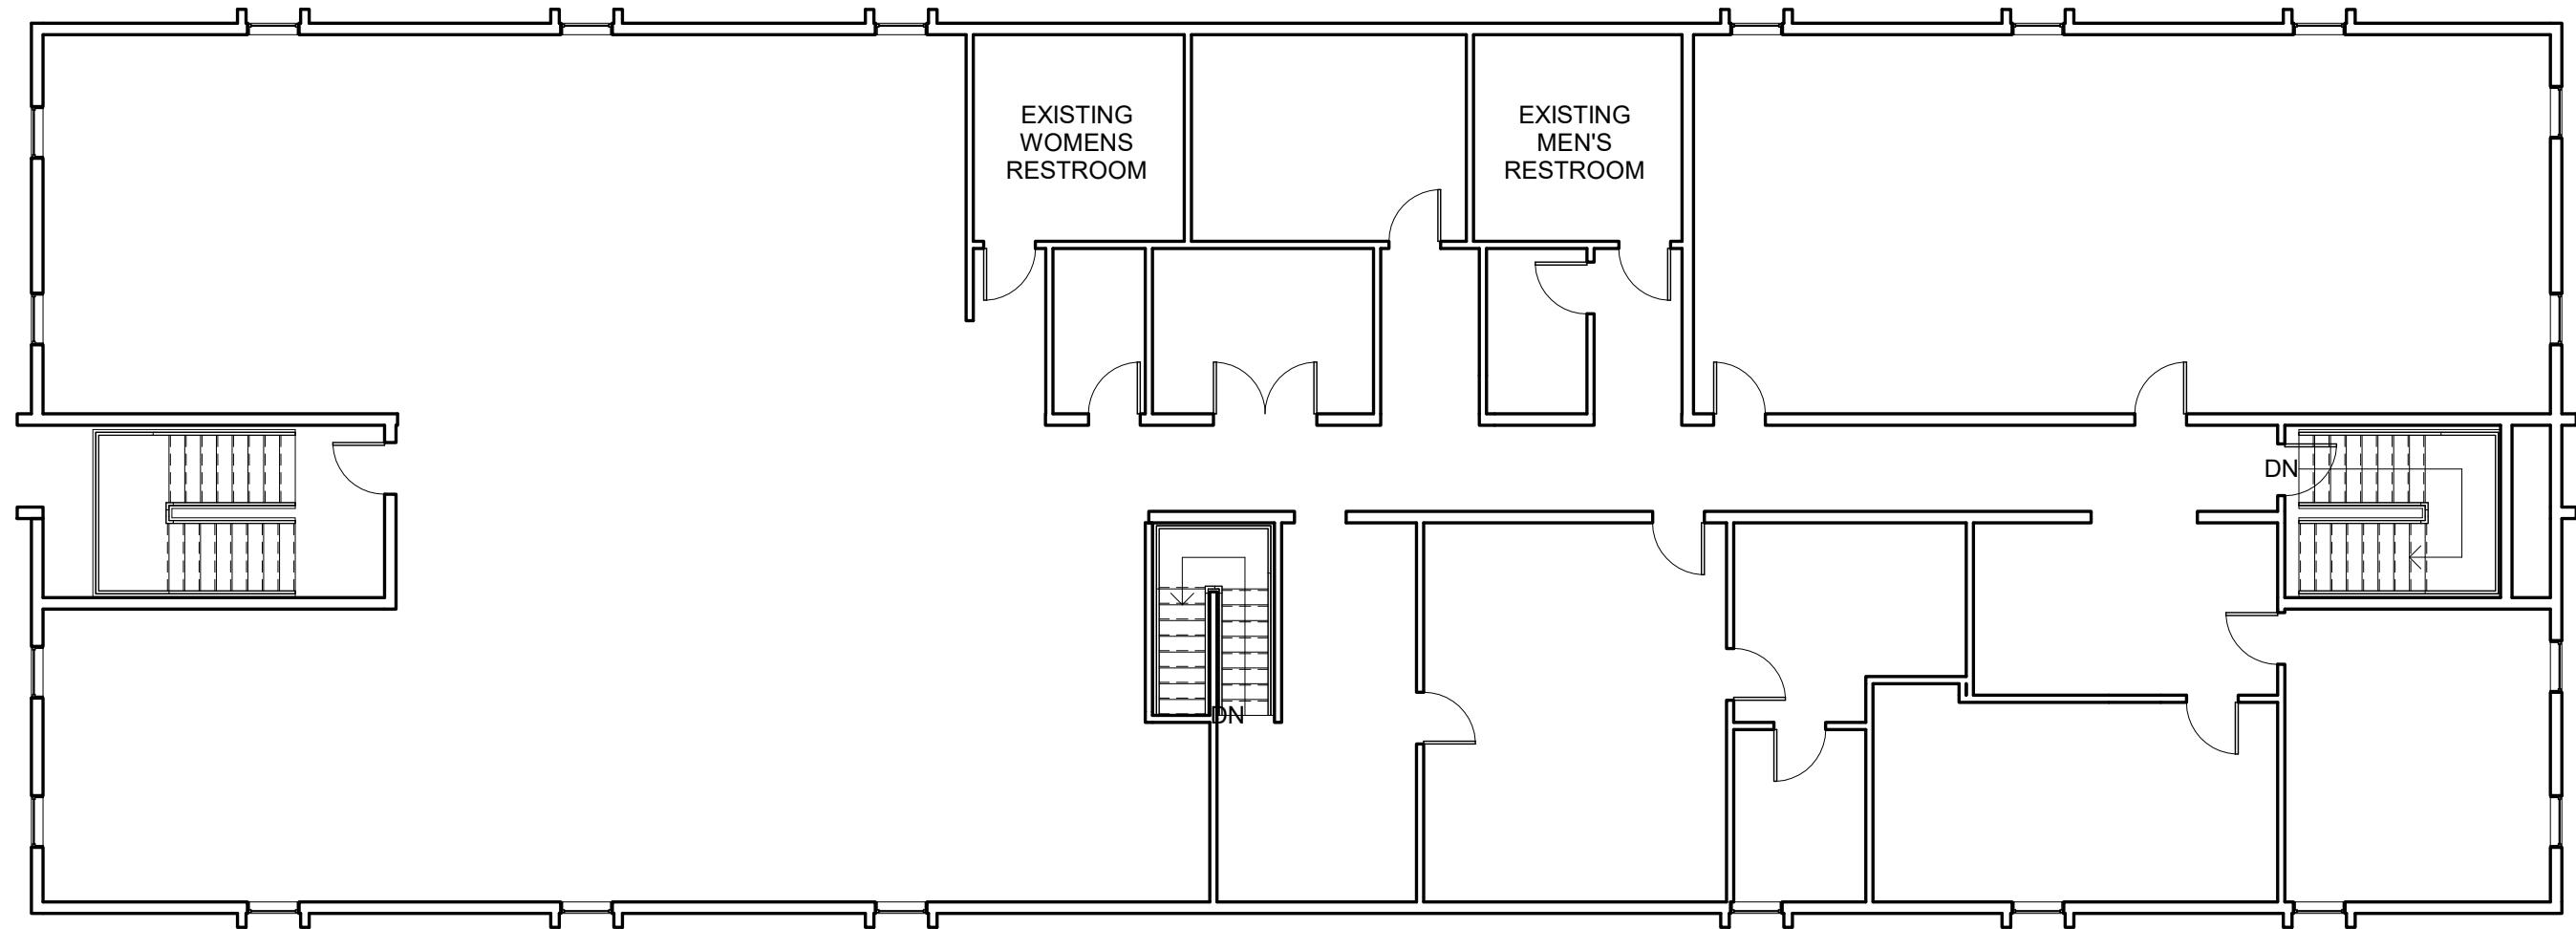 EXISTING
WOMENS
RESTROOM
EXISTING
MEN'S
RESTROOM
DN
DN